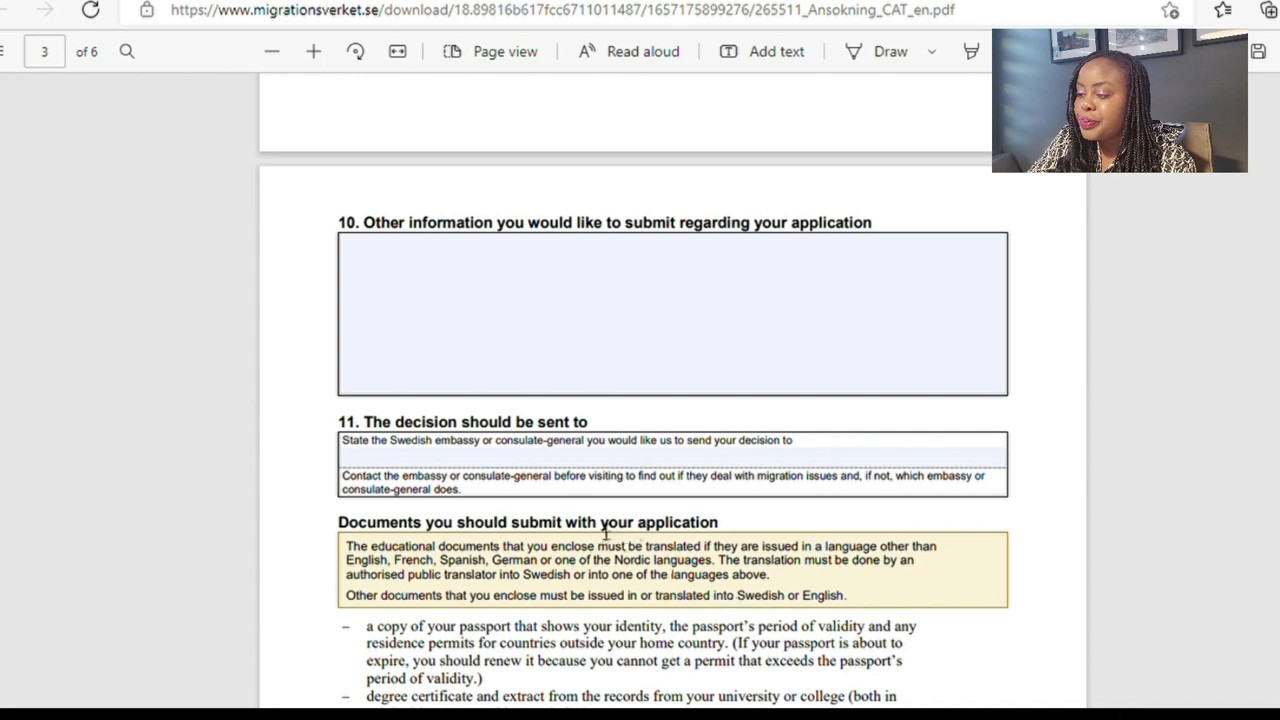 https://www.migrationsverket.se/download/18.89816b617fcc6711011487/1657175899276/265511_Ansokning_CAT_en.pdf
3 of 6 Page view Read aloud Add text Draw
10. Other information you would like to submit regarding your application
11. The decision should be sent to
State the Swedish embassy or consulate-general you would like us to send your decision to
Contact the embassy or consulate-general before visiting to find out if they deal with migration issues and, if not, which embassy or
consulate-general does.
Documents you should submit with your application
The educational documents that you enclose must be translated if they are issued in a language other than
English, French, Spanish, German or one of the Nordic languages. The translation must be done by an
authorised public translator into Swedish or into one of the languages above.
Other documents that you enclose must be issued in or translated into Swedish or English.
– a copy of your passport that shows your identity, the passport's period of validity and any
residence permits for countries outside your home country. (If your passport is about to
expire, you should renew it because you cannot get a permit that exceeds the passport's
period of validity.)
– degree certificate and extract from the records from your university or college (both in